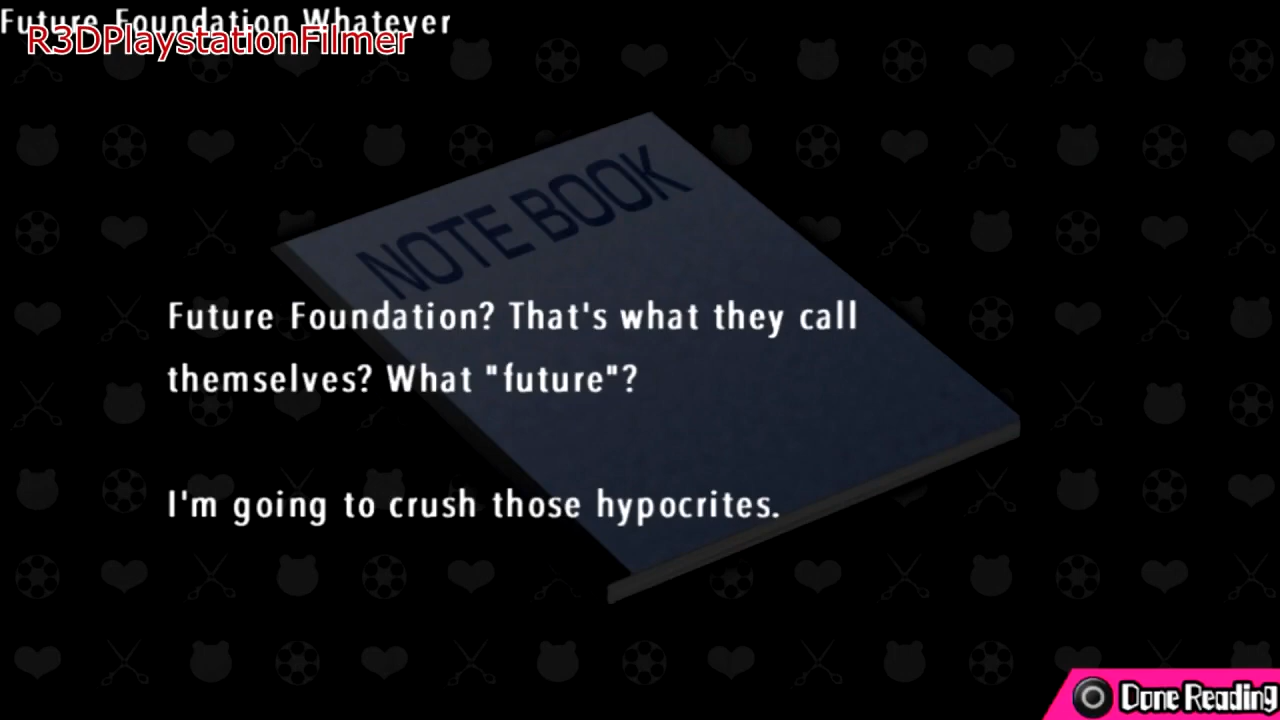 Future Foundation Whatever
R3DPlaystationFilmer
NOTE BOOK
Future Foundation? That's what they call
themselves? What "future"?
I'm going to crush those hypocrites.
Done Reading